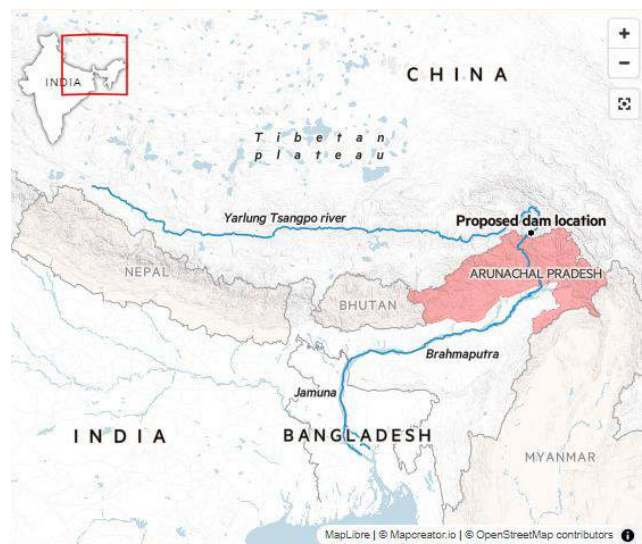 INDIA
CHINA
Tibetan
plateau
Yarlung Tsangpo river
Proposed dam location
NEPAL
ARUNACHAL PRADESH
BHUTAN
Brahmaputra
Jamuna
INDIA
BANGLADESH
MYANMAR
MapLibre | © Maporeator.io | © OpenStreetMap contributors